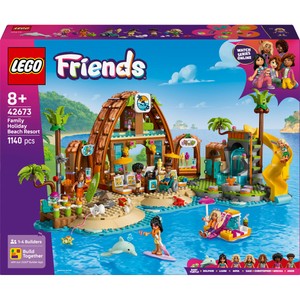 LEGO
Friends
WATCH
SERIES
ONLINE
8+
42673
Family
Holiday
Beach Resort
1140 pcs
1-4 Builders
Build
Together